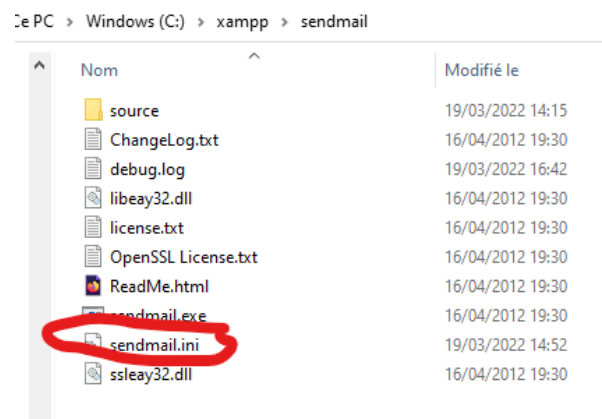 Ce PC > Windows (C:) > xampp > sendmail
Nom Modifié le
source 19/03/2022 14:15
ChangeLog.txt 16/04/2012 19:30
debug.log 19/03/2022 16:42
libeay32.dll 16/04/2012 19:30
license.txt 16/04/2012 19:30
OpenSSL License.txt 16/04/2012 19:30
ReadMe.html 16/04/2012 19:30
sendmail.exe 16/04/2012 19:30
sendmail.ini 19/03/2022 14:52
ssleay32.dll 16/04/2012 19:30